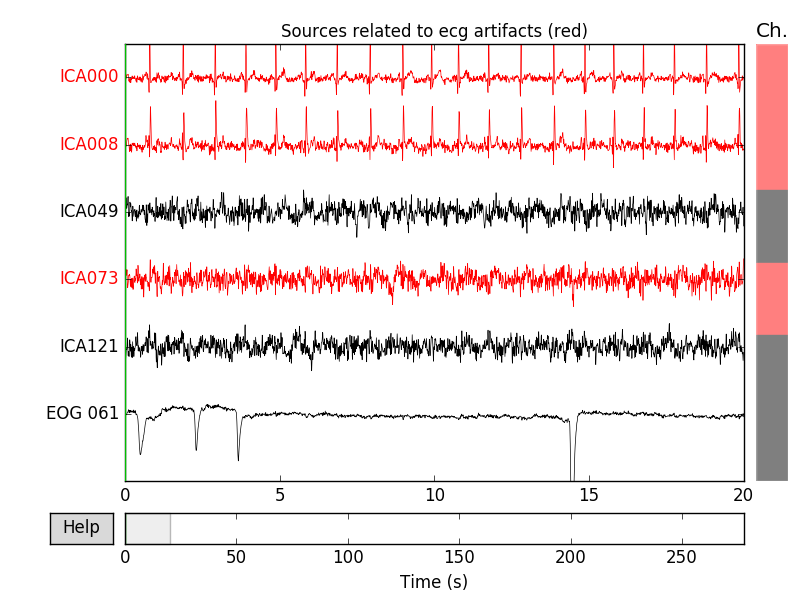 Sources related to ecg artifacts (red)
Ch.
ICA000
ICA008
ICA049
ICA073
ICA121
EOG 061
0 5 10 15 20
Help
0 50 100 150 200 250
Time (s)